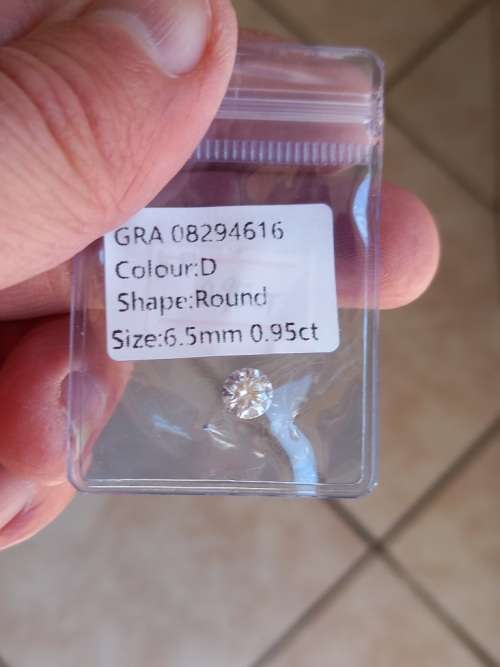 GRA 08294616
Colour:D
Shape:Round
Size:6.5mm 0.95ct